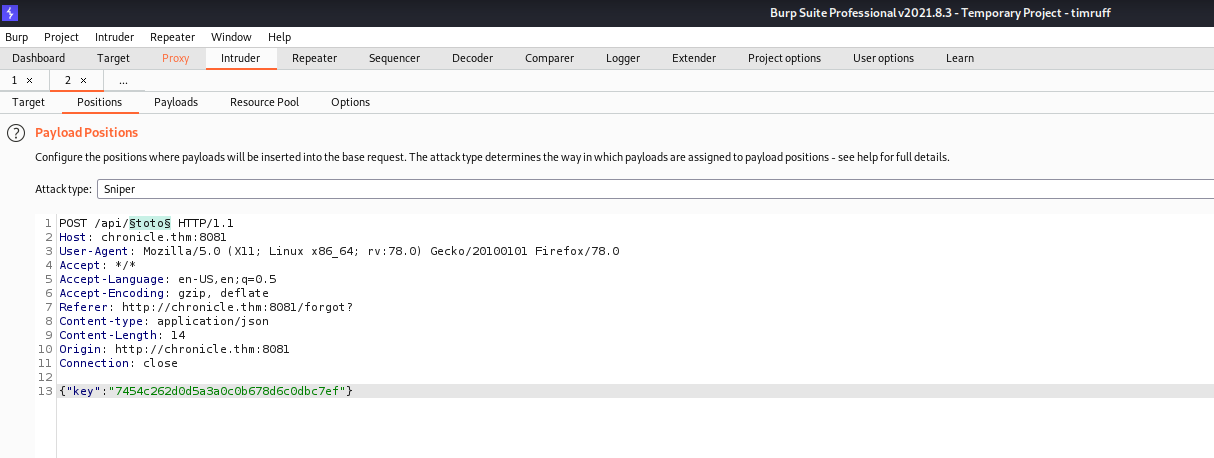 Burp Suite Professional v2021.8.3 - Temporary Project - timruff
Burp Project Intruder Repeater Window Help
Dashboard Target Proxy Intruder Repeater Sequencer Decoder Comparer Logger Extender Project options User options Learn
1 × 2 × ...
Target Positions Payloads Resource Pool Options
? Payload Positions
Configure the positions where payloads will be inserted into the base request. The attack type determines the way in which payloads are assigned to payload positions - see help for full details.
Attack type: Sniper
1 POST /api/§toto§ HTTP/1.1
2 Host: chronicle.thm:8081
3 User-Agent: Mozilla/5.0 (X11; Linux x86_64; rv:78.0) Gecko/20100101 Firefox/78.0
4 Accept: */*
5 Accept-Language: en-US,en;q=0.5
6 Accept-Encoding: gzip, deflate
7 Referer: http://chronicle.thm:8081/forgot?
8 Content-type: application/json
9 Content-Length: 14
10 Origin: http://chronicle.thm:8081
11 Connection: close
12
13 {"key":"7454c262d0d5a3a0c0b678d6c0dbc7ef"}